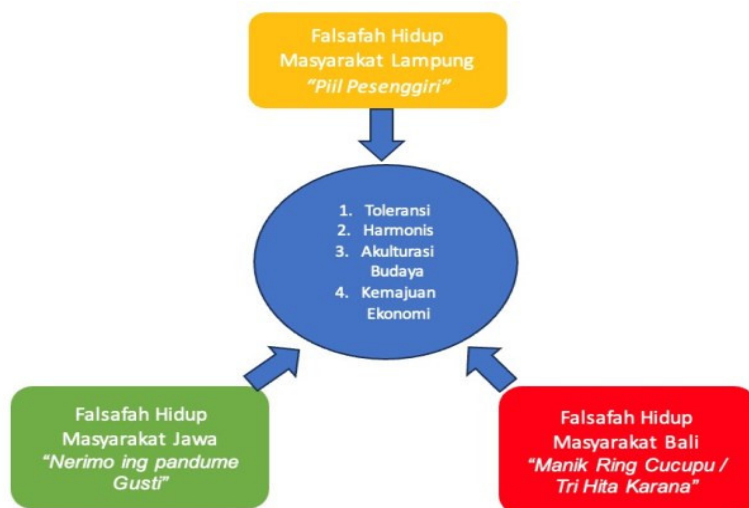 Falsafah Hidup
Masyarakat Lampung
"Piil Pesenggiri"
1. Toleransi
2. Harmonis
3. Akulturasi
Budaya
4. Kemajuan
Ekonomi
Falsafah Hidup
Masyarakat Jawa
"Nerimo ing pandume
Gusti"
Falsafah Hidup
Masyarakat Bali
"Manik Ring Cucupu /
Tri Hita Karana"